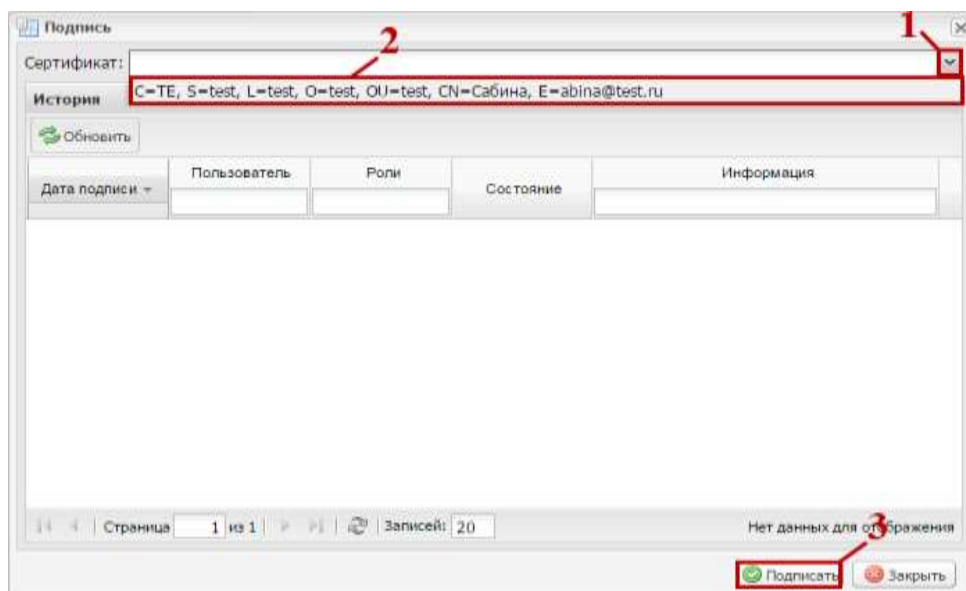 Подпись
1
2
Сертификат:
C=TE, S=test, L=test, O=test, OU=test, CN=Сабина, E=abina@test.ru
История
Обновить
Дата подписи
Пользователь
Роли
Состояние
Информация
Страница 1 из 1 Записей: 20 Нет данных для отображения
3
Подписать Закрыть